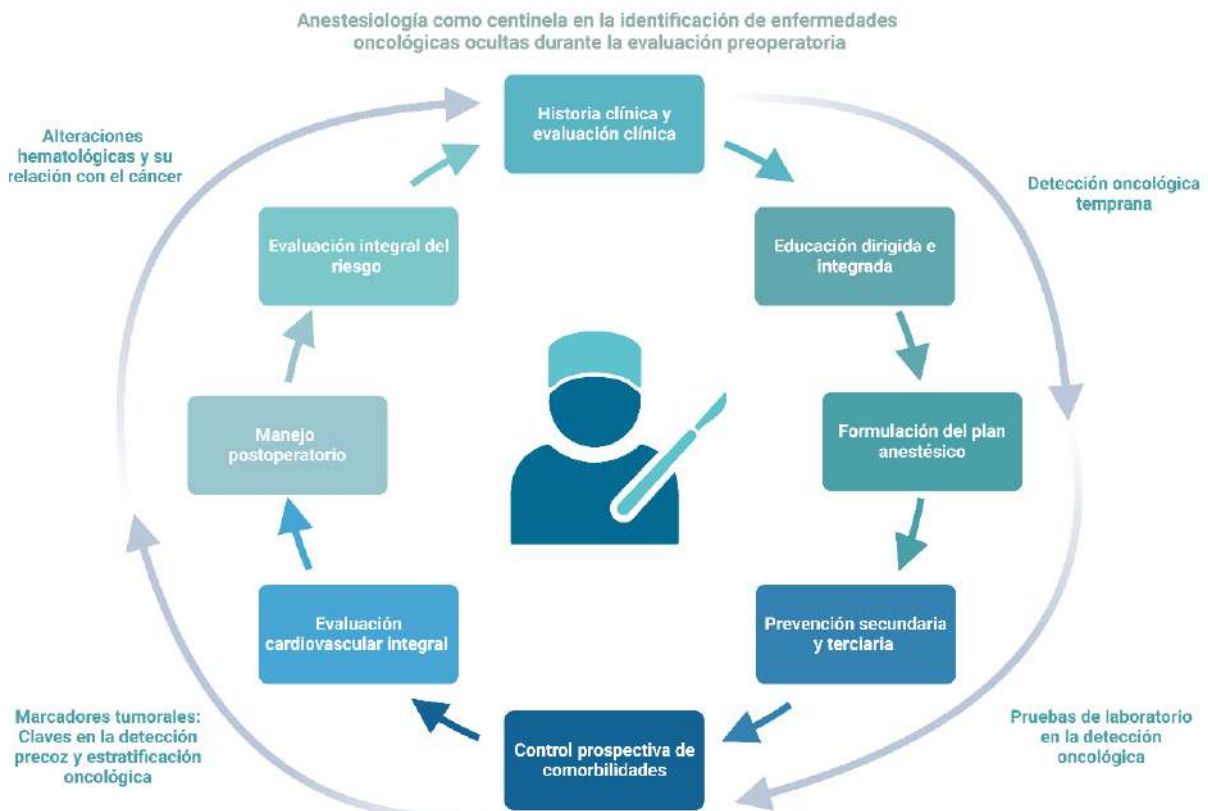 Anestesiología como centinela en la identificación de enfermedades
oncológicas ocultas durante la evaluación preoperatoria
Historia clínica y
evaluación clínica
Alteraciones
hematológicas y su
relación con el cáncer
Detección oncológica
temprana
Evaluación integral del
riesgo
Educación dirigida e
integrada
Manejo
postoperatorio
Formulación del plan
anestésico
Evaluación
cardiovascular integral
Prevención secundaria
y terciaria
Marcadores tumorales:
Claves en la detección
precoz y estratificación
oncológica
Control prospectiva de
comorbilidades
Pruebas de laboratorio
en la detección
oncológica